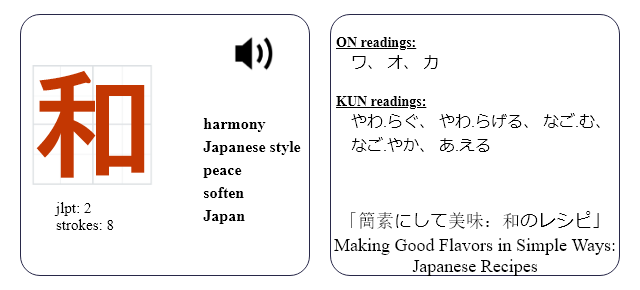 和
jlpt: 2
strokes: 8
harmony
Japanese style
peace
soften
Japan
ON readings:
ワ、 オ、 カ
KUN readings:
やわ.らぐ、 やわ.らげる、 なご.む、
なご.やか、 あ.える
「簡素にして美味：和のレシピ」
Making Good Flavors in Simple Ways:
Japanese Recipes